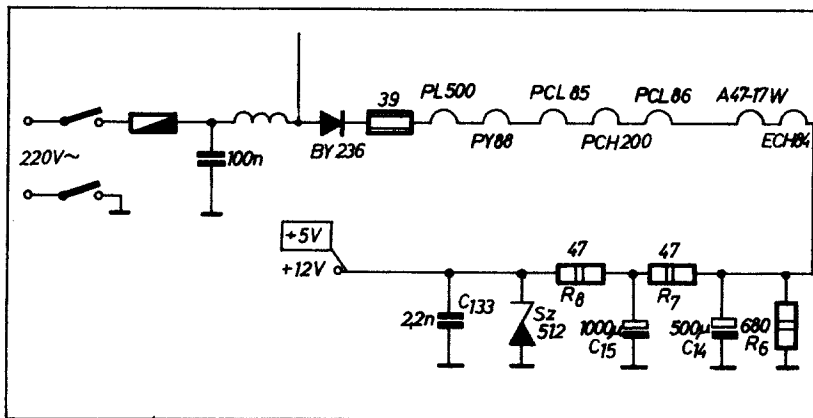 39
PL500
PCL85
PCL86
A47-17W
220V~
100n
BY236
PY88
PCH200
ECH84
+5V
+12V
47
47
R8
R7
2,2n
C133
Sz
512
1000µ
C15
500µ
C14
680
R6